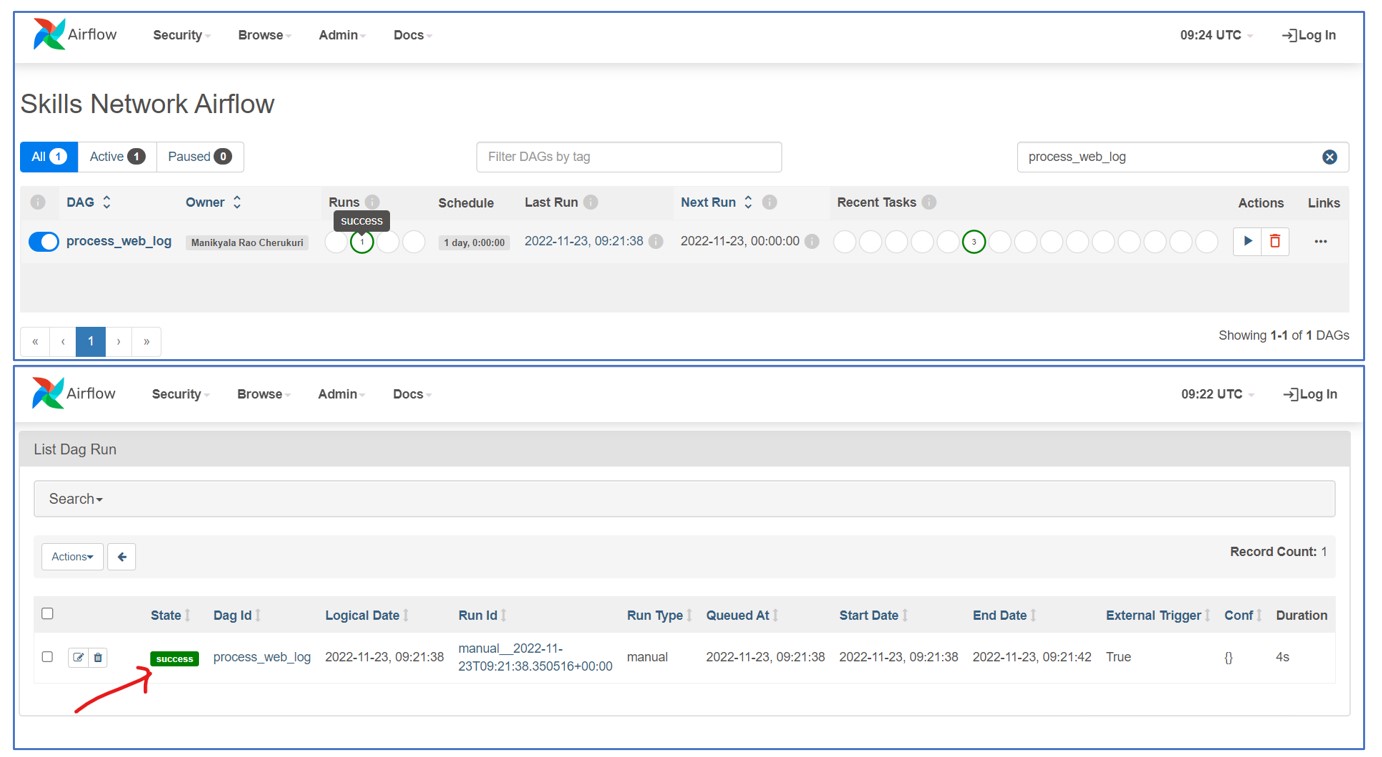 Airflow Security Browse Admin Docs 09:24 UTC Log In
Skills Network Airflow
All 1 Active 1 Paused 0 Filter DAGs by tag process_web_log
DAG Owner Runs Schedule Last Run Next Run Recent Tasks Actions Links
success
process_web_log Manikyala Rao Cherukuri 1 1 day, 0:00:00 2022-11-23, 09:21:38 2022-11-23, 00:00:00 3 ...
« ‹ 1 › »
Showing 1-1 of 1 DAGs
Airflow Security Browse Admin Docs 09:22 UTC Log In
List Dag Run
Search
Actions Record Count: 1
State Dag Id Logical Date Run Id Run Type Queued At Start Date End Date External Trigger Conf Duration
success process_web_log 2022-11-23, 09:21:38 manual__2022-11- manual 2022-11-23, 09:21:38 2022-11-23, 09:21:38 2022-11-23, 09:21:42 True {} 4s
23T09:21:38.350516+00:00